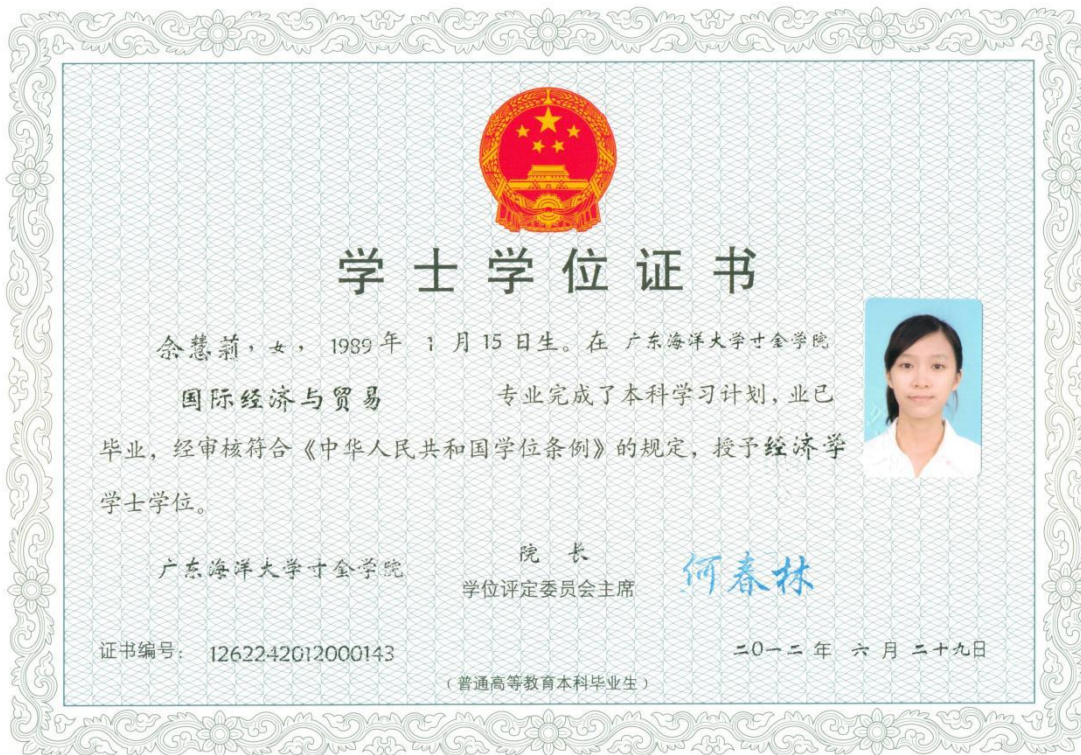 学士学位证书
余慧莉,女, 1989年 1 月15日生。在 广东海洋大学寸金学院
国际经济与贸易 专业完成了本科学习计划,业已
毕业,经审核符合《中华人民共和国学位条例》的规定,授予经济学
学士学位。
广东海洋大学寸金学院
院 长
学位评定委员会主席
何春林
证书编号: 1262242012000143
二〇一二 年 六 月 二十九日
(普通高等教育本科毕业生)